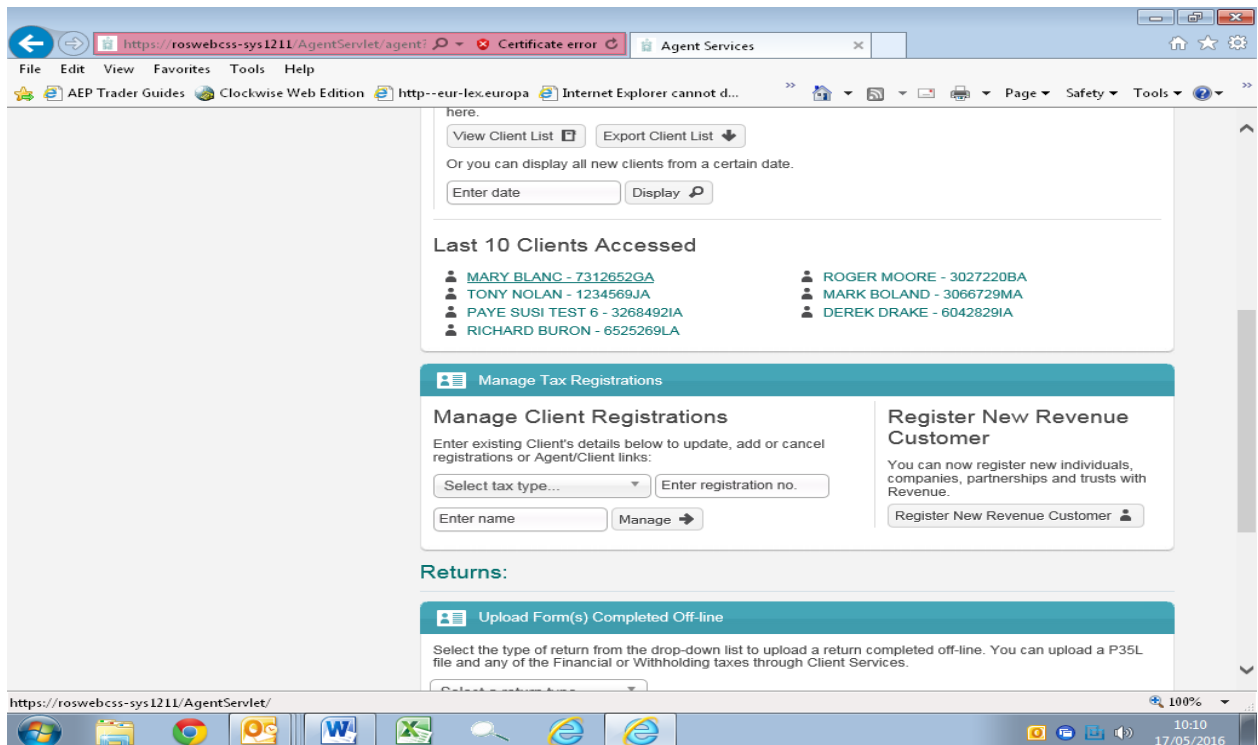 https://roswebcss-sys1211/AgentServlet/agent? Certificate error Agent Services
File Edit View Favorites Tools Help
AEP Trader Guides Clockwise Web Edition http--eur-lex.europa Internet Explorer cannot d... Page Safety Tools
here.
View Client List Export Client List
Or you can display all new clients from a certain date.
Enter date Display
Last 10 Clients Accessed
MARY BLANC - 7312652GA
TONY NOLAN - 1234569JA
PAYE SUSI TEST 6 - 3268492IA
RICHARD BURON - 6525269LA
ROGER MOORE - 3027220BA
MARK BOLAND - 3066729MA
DEREK DRAKE - 6042829IA
Manage Tax Registrations
Manage Client Registrations
Enter existing Client's details below to update, add or cancel
registrations or Agent/Client links:
Select tax type... Enter registration no.
Enter name Manage
Register New Revenue
Customer
You can now register new individuals,
companies, partnerships and trusts with
Revenue.
Register New Revenue Customer
Returns:
Upload Form(s) Completed Off-line
Select the type of return from the drop-down list to upload a return completed off-line. You can upload a P35L
file and any of the Financial or Withholding taxes through Client Services.
Select a return type
https://roswebcss-sys1211/AgentServlet/ 100%
10:10
17/05/2016